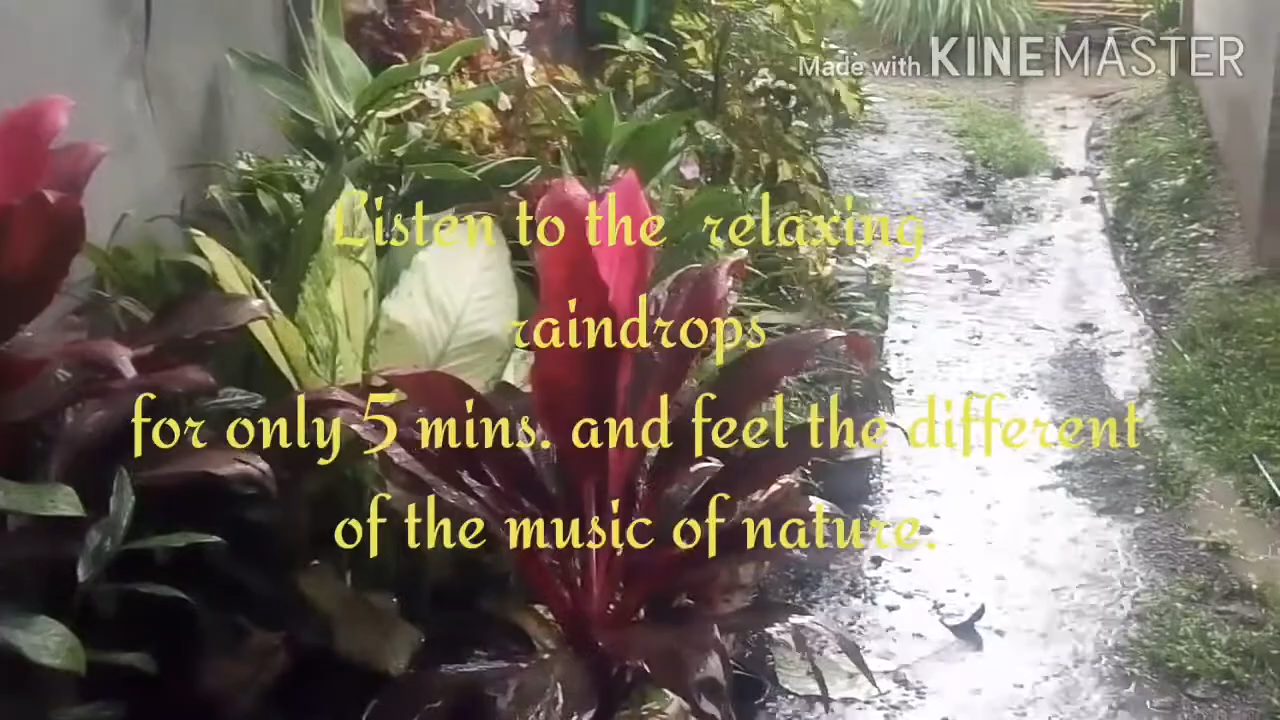 Made with KINEMASTER
Listen to the relaxing
raindrops
for only 5 mins. and feel the different
of the music of nature.